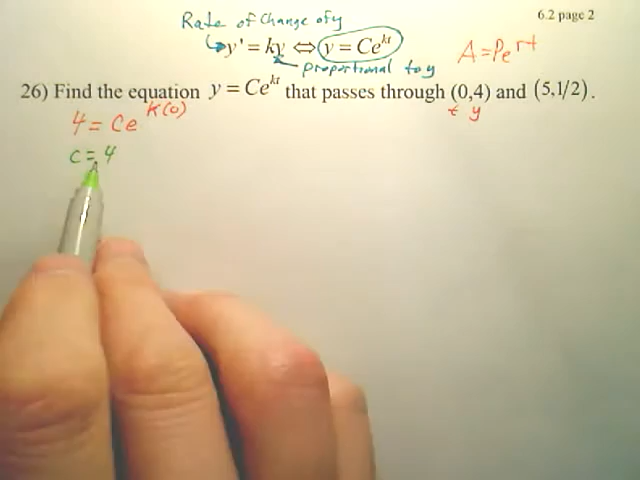 Rate of Change of y
6.2 page 2
y' = ky ⇔ y = Ce^{kt}
A = Pe^{rt}
proportional to y
26) Find the equation y = Ce^{kt} that passes through (0,4) and (5,1/2).
t y
4 = Ce^{k(0)}
C = 4